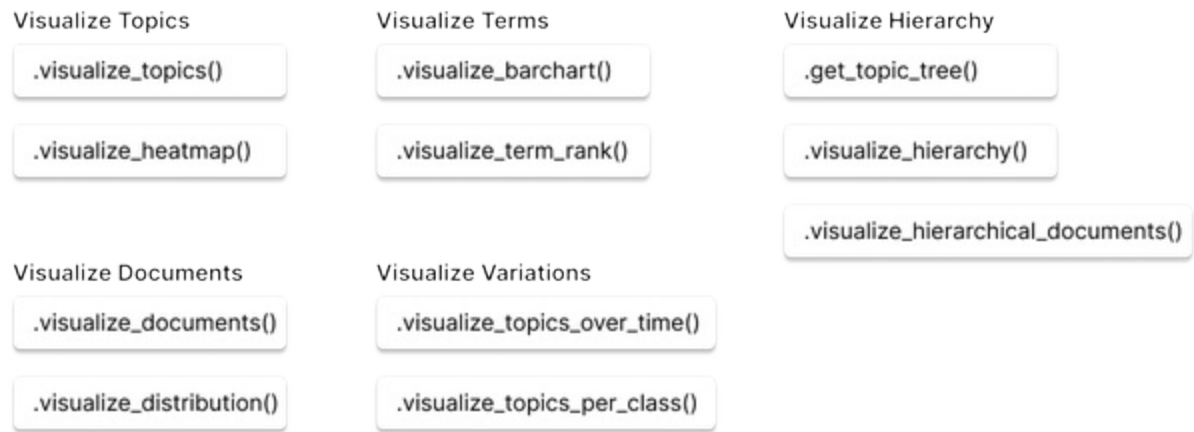 Visualize Topics
.visualize_topics()
.visualize_heatmap()
Visualize Terms
.visualize_barchart()
.visualize_term_rank()
Visualize Hierarchy
.get_topic_tree()
.visualize_hierarchy()
.visualize_hierarchical_documents()
Visualize Documents
.visualize_documents()
.visualize_distribution()
Visualize Variations
.visualize_topics_over_time()
.visualize_topics_per_class()